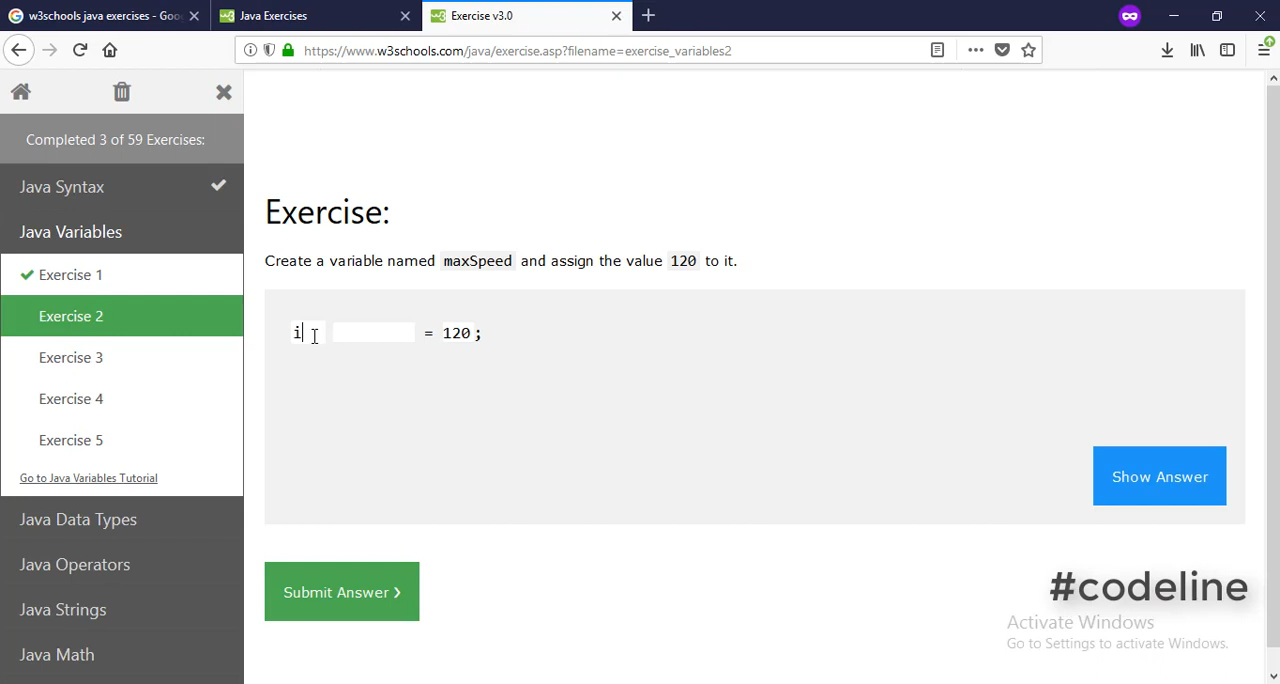 w3schools java exercises - Goo
Java Exercises
Exercise v3.0
https://www.w3schools.com/java/exercise.asp?filename=exercise_variables2
Completed 3 of 59 Exercises:
Java Syntax
Java Variables
Exercise 1
Exercise 2
Exercise 3
Exercise 4
Exercise 5
Go to Java Variables Tutorial
Java Data Types
Java Operators
Java Strings
Java Math
Exercise:
Create a variable named maxSpeed and assign the value 120 to it.
i = 120;
Show Answer
Submit Answer ❯
#codeline
Activate Windows
Go to Settings to activate Windows.